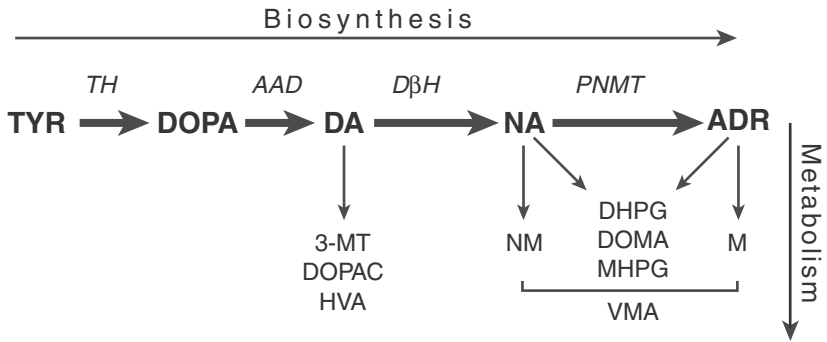 Biosynthesis
TH AAD DβH PNMT
TYR DOPA DA NA ADR
Metabolism
3-MT
DOPAC
HVA
NM
DHPG
DOMA
MHPG
M
VMA